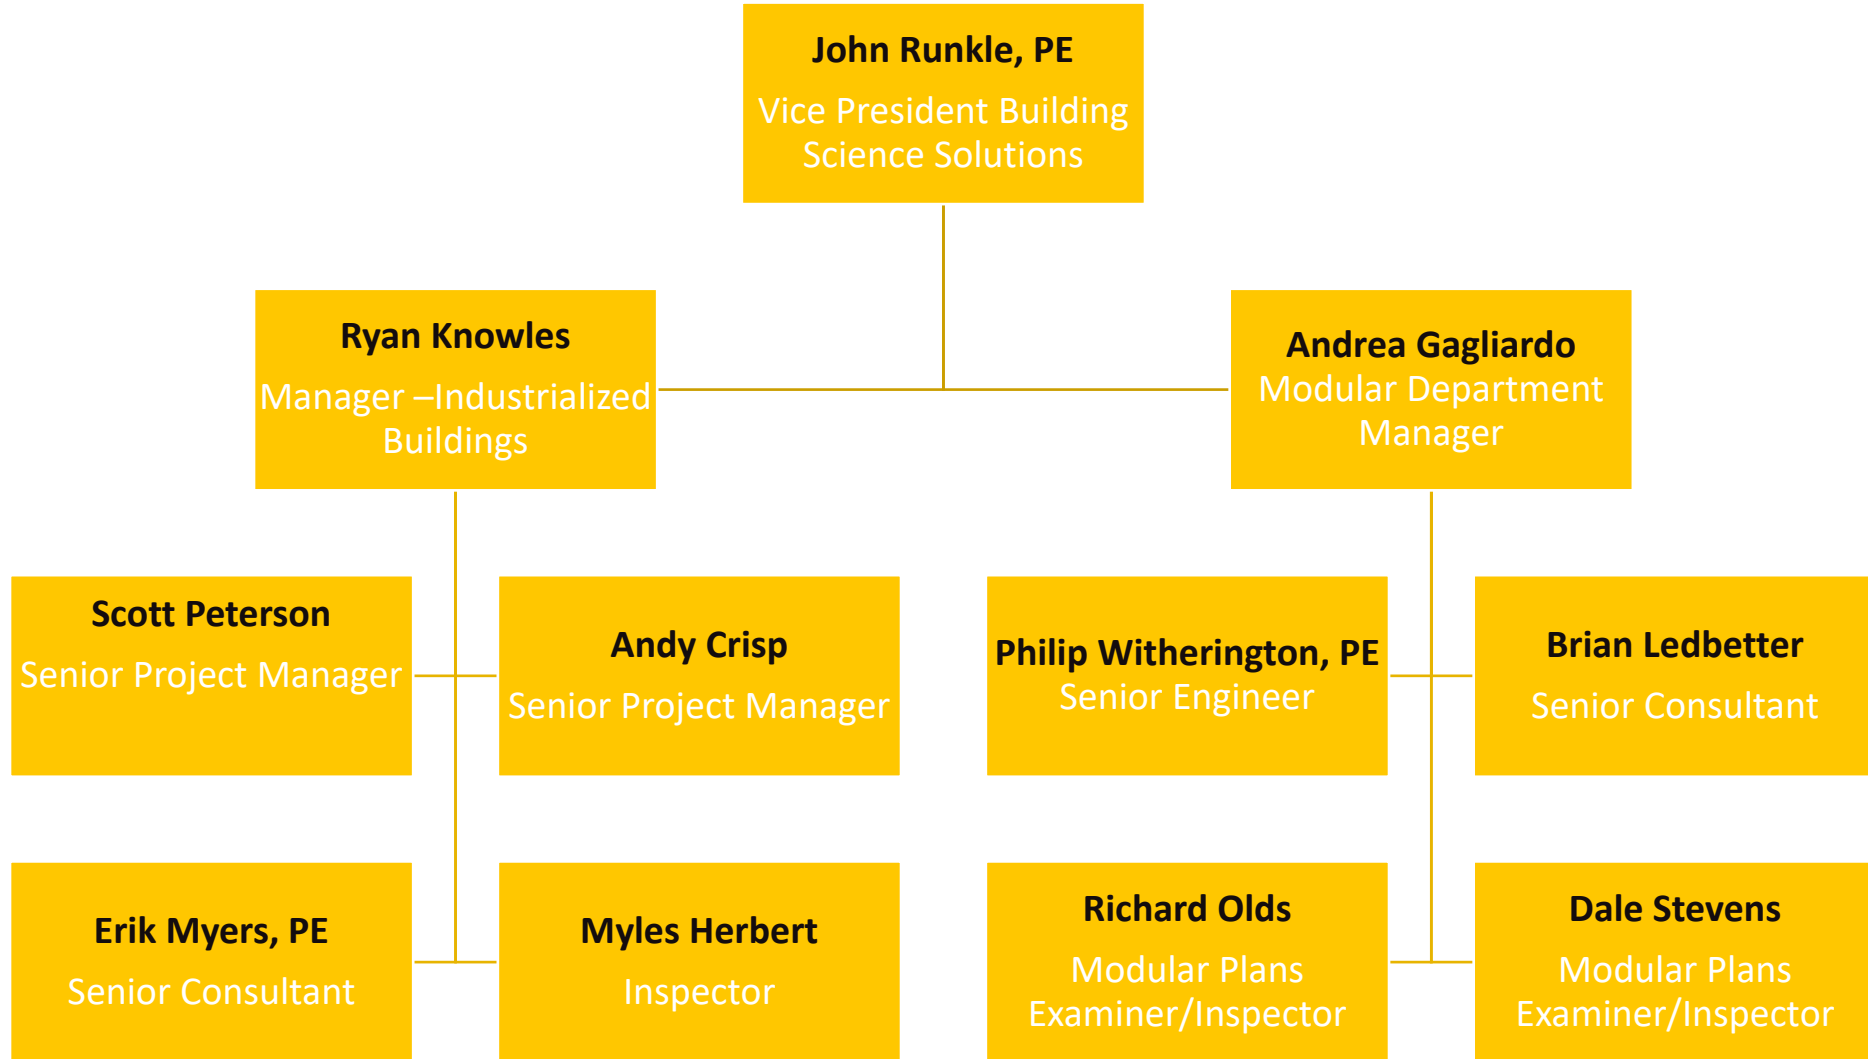 John Runkle, PE
Vice President Building
Science Solutions
Ryan Knowles
Manager –Industrialized
Buildings
Andrea Gagliardo
Modular Department
Manager
Scott Peterson
Senior Project Manager
Andy Crisp
Senior Project Manager
Philip Witherington, PE
Senior Engineer
Brian Ledbetter
Senior Consultant
Erik Myers, PE
Senior Consultant
Myles Herbert
Inspector
Richard Olds
Modular Plans
Examiner/Inspector
Dale Stevens
Modular Plans
Examiner/Inspector